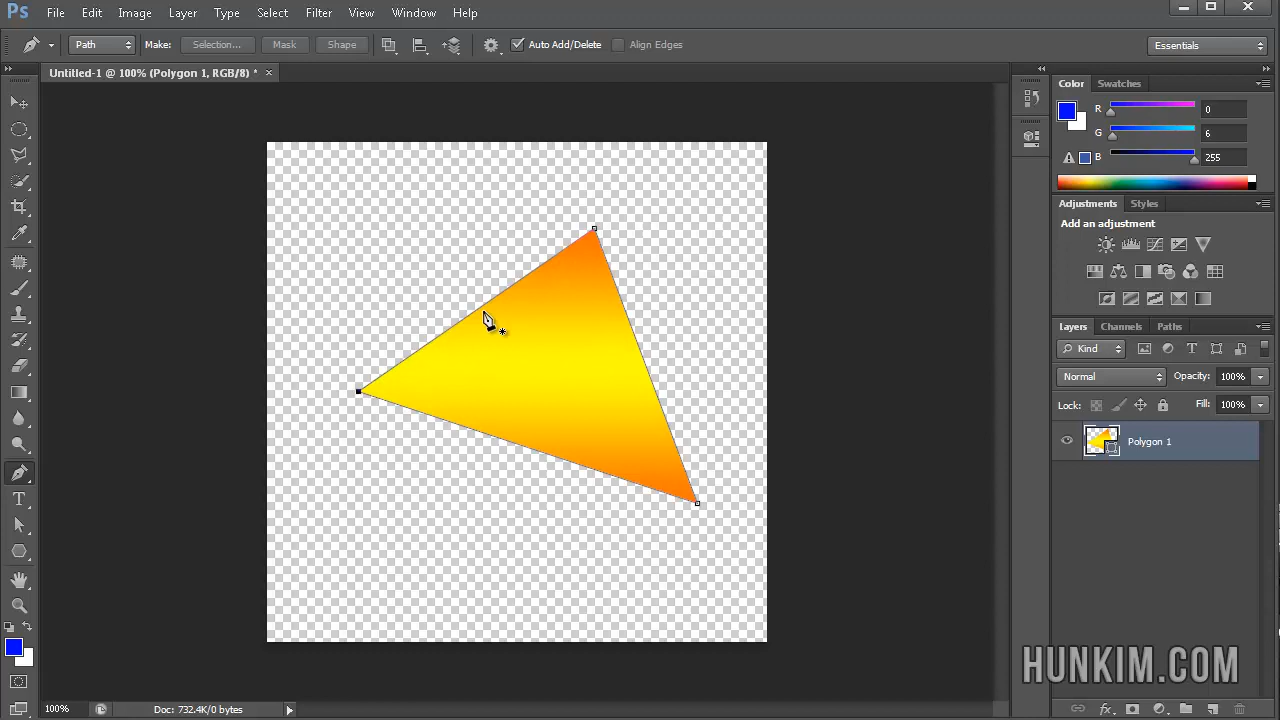 Ps File Edit Image Layer Type Select Filter View Window Help
Path Make: Selection... Mask Shape Auto Add/Delete Align Edges Essentials
Untitled-1 @ 100% (Polygon 1, RGB/8) * ×
Color Swatches
R 0
G 6
B 255
Adjustments Styles
Add an adjustment
Layers Channels Paths
Kind T
Normal Opacity: 100%
Lock: Fill: 100%
Polygon 1
T
HUNKIM.COM
100% Doc: 732.4K/0 bytes
fx